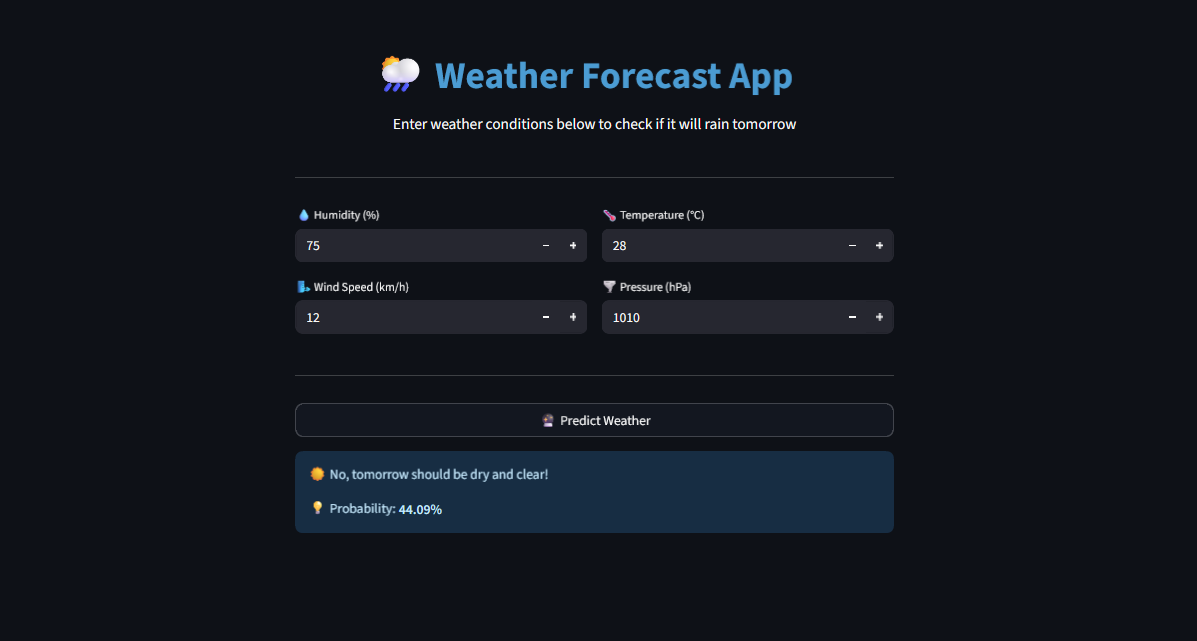 Weather Forecast App
Enter weather conditions below to check if it will rain tomorrow
Humidity (%)
Temperature (°C)
75
28
Wind Speed (km/h)
Pressure (hPa)
12
1010
Predict Weather
No, tomorrow should be dry and clear!
Probability: 44.09%